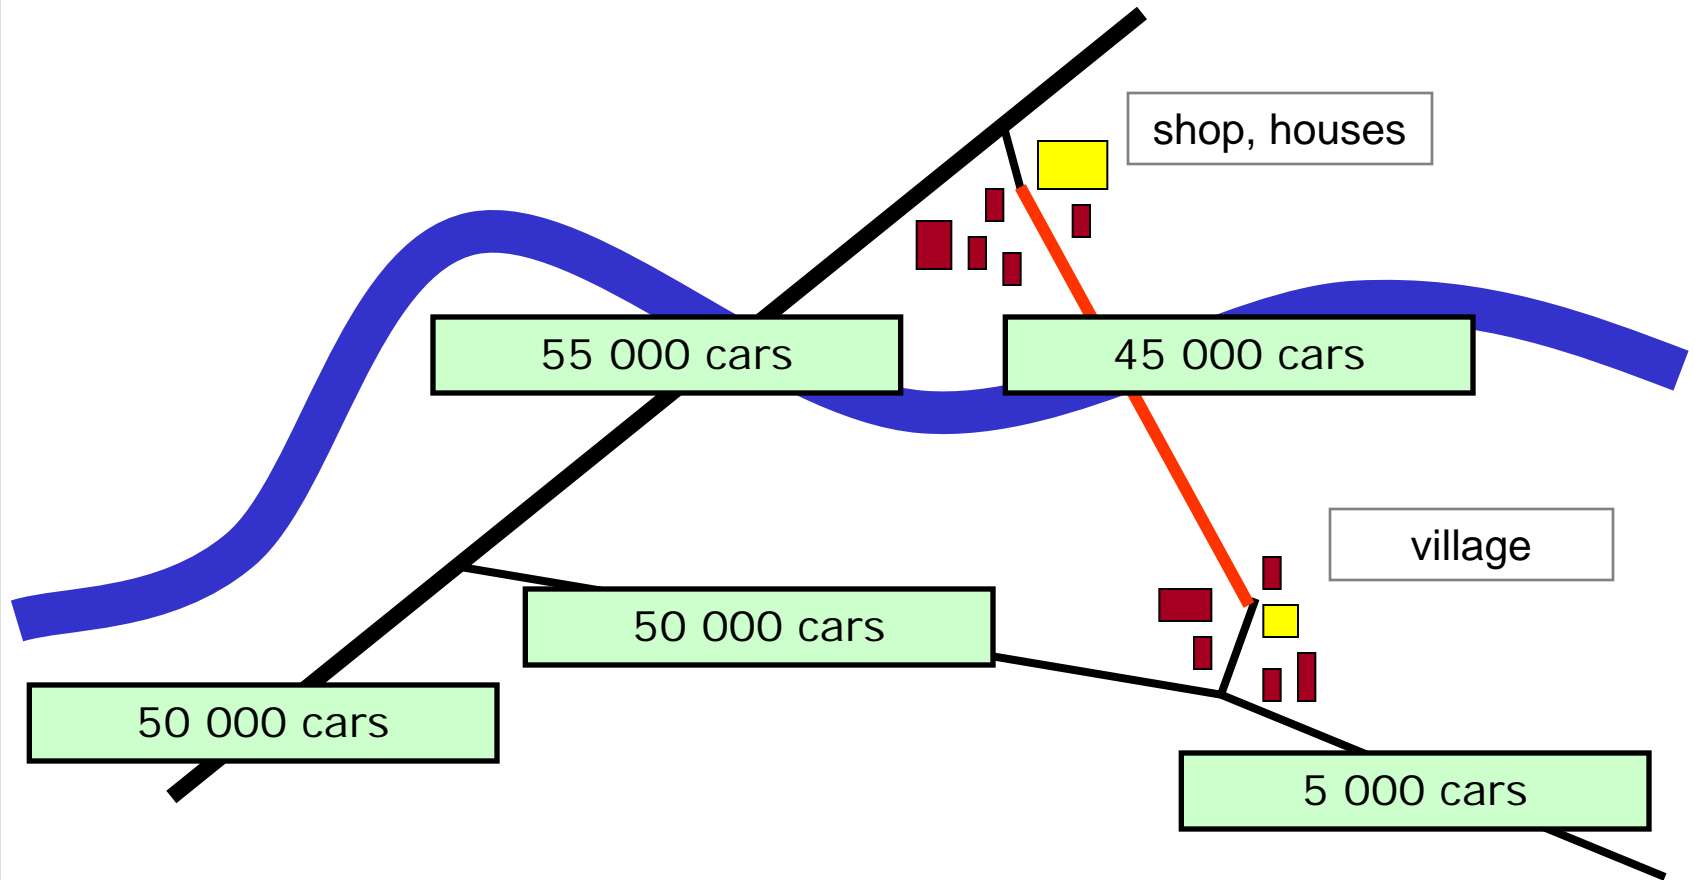 shop, houses
55 000 cars
45 000 cars
village
50 000 cars
50 000 cars
5 000 cars